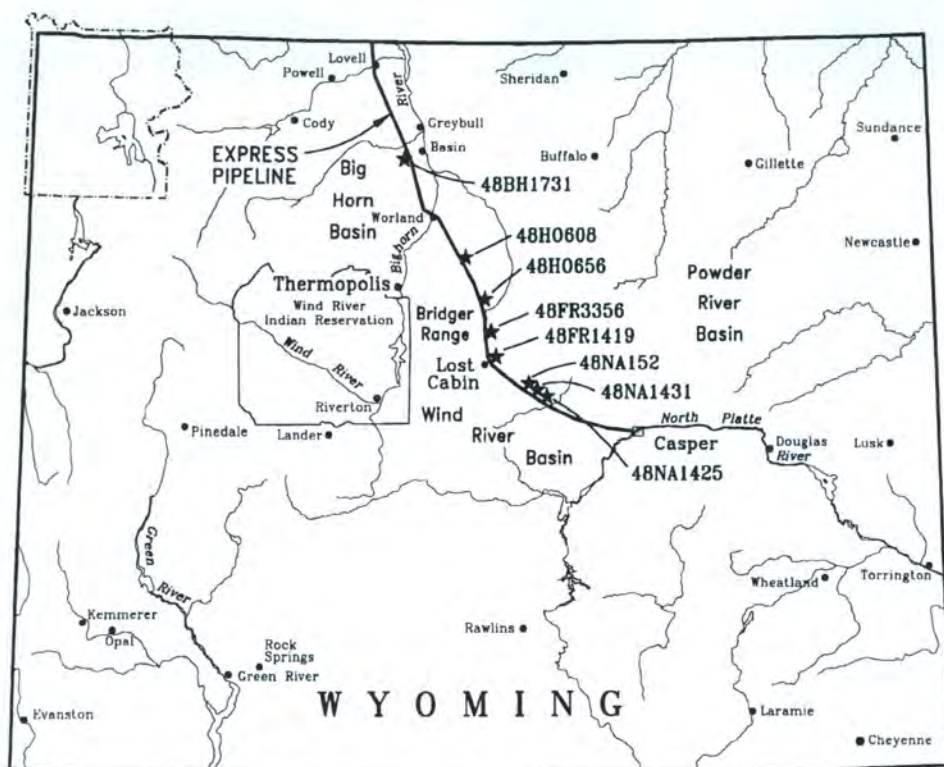 Lovell
Powell
River
Sheridan
Cody
Greybull
Sundance
EXPRESS
PIPELINE
Basin
Buffalo
Gillette
Big
Horn
Basin
48BH1731
Worland
Bighorn
48HO608
Newcastle
Thermopolis
48HO656
Powder
River
Basin
Wind River
Indian Reservation
Jackson
Bridger
Range
48FR3356
48FR1419
Wind
River
Lost
Cabin
48NA152
48NA1431
Riverton
Wind
River
Basin
North Platte
River
Pinedale
Lander
Casper
Douglas
Lusk
48NA1425
Green
River
Wheatland
Torrington
Kemmerer
Opal
Rawlins
Rock
Springs
Green River
WYOMING
Evanston
Laramie
Cheyenne